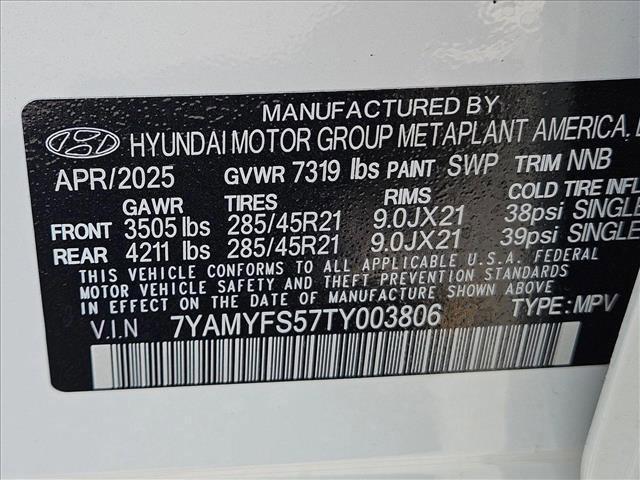 MANUFACTURED BY
HYUNDAI MOTOR GROUP METAPLANT AMERICA,
APR/2025 GVWR 7319 lbs PAINT SWP TRIM NNB
GAWR TIRES RIMS COLD TIRE INFL
FRONT 3505 lbs 285/45R21 9.0JX21 38psi SINGLE
REAR 4211 lbs 285/45R21 9.0JX21 39psi SINGLE
THIS VEHICLE CONFORMS TO ALL APPLICABLE U.S.A. FEDERAL
MOTOR VEHICLE SAFETY AND THEFT PREVENTION STANDARDS
IN EFFECT ON THE DATE OF MANUFACTURE SHOWN ABOVE.
V.I.N 7YAMYFS57TY003806 TYPE: MPV